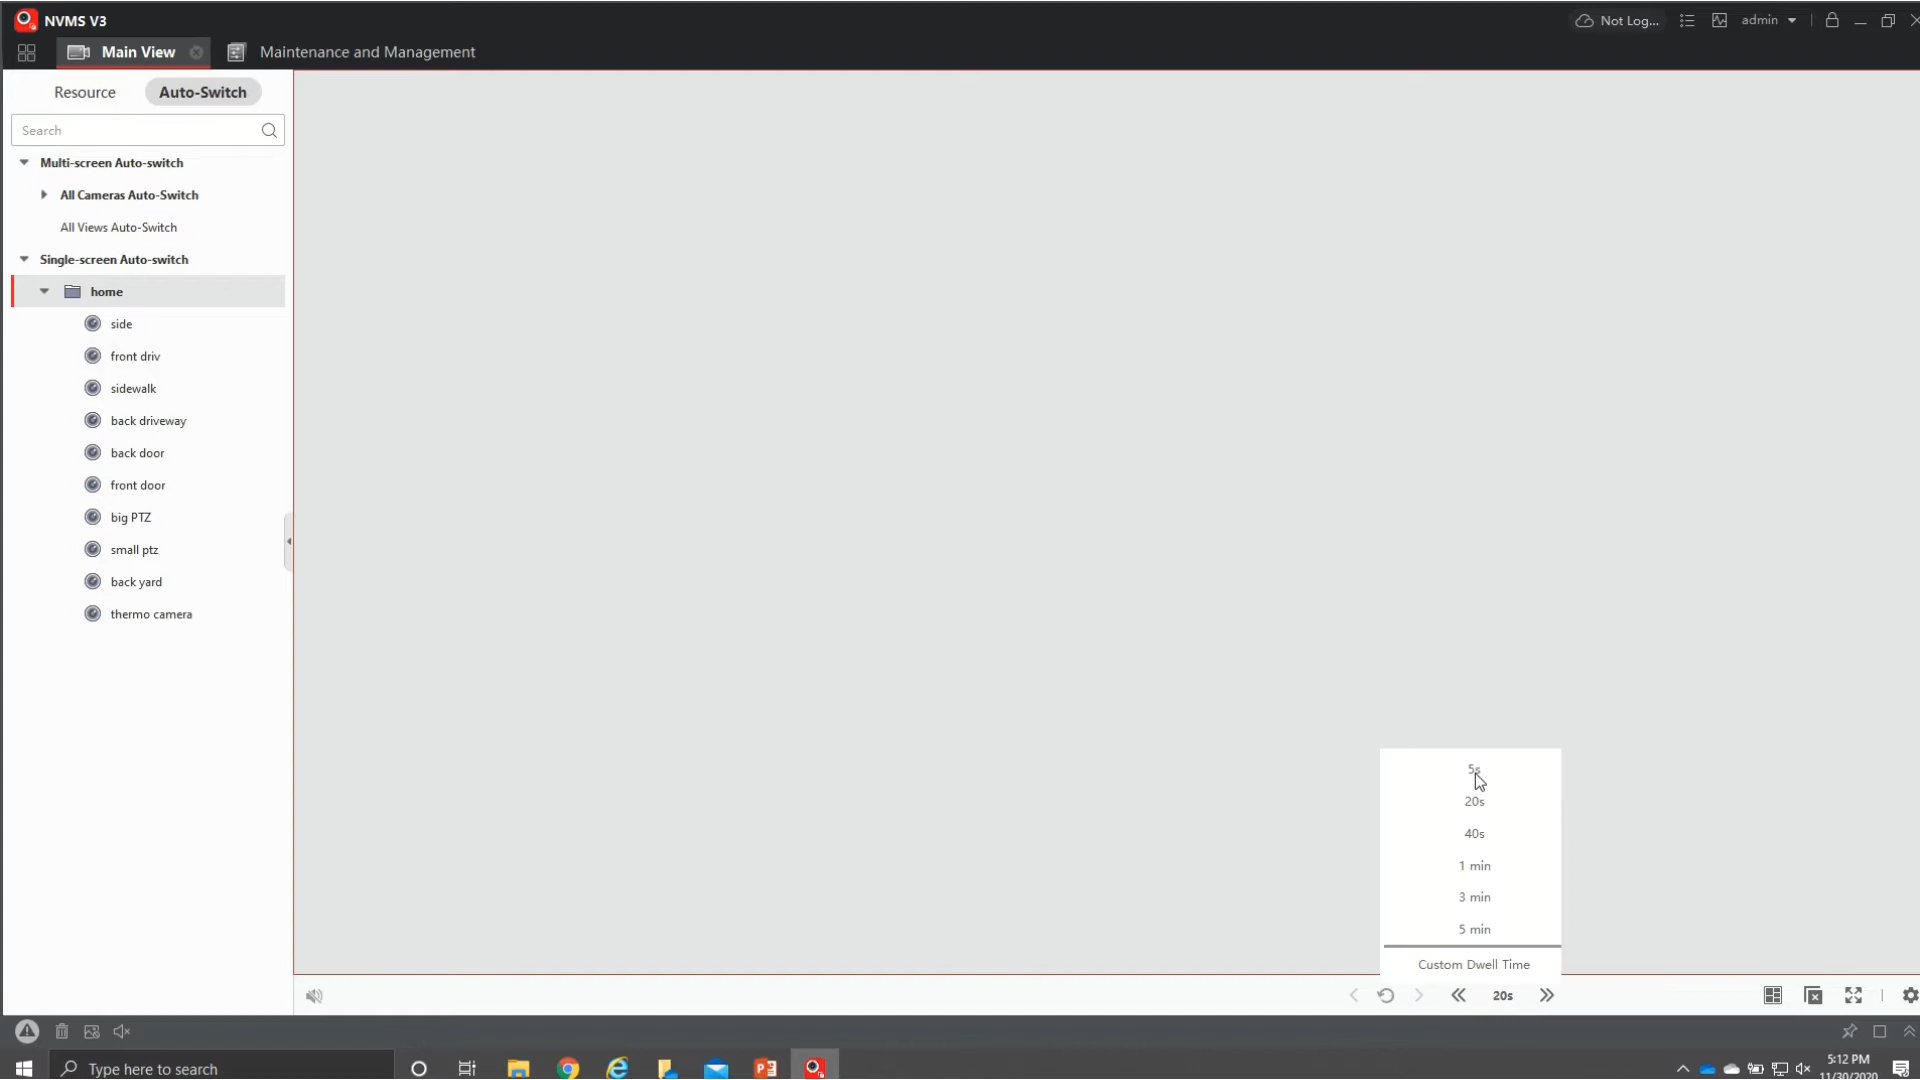 NVMS V3
Not Log...
admin
Main View
Maintenance and Management
Resource
Auto-Switch
Search
Multi-screen Auto-switch
All Cameras Auto-Switch
All Views Auto-Switch
Single-screen Auto-switch
home
side
front driv
sidewalk
back driveway
back door
front door
big PTZ
small ptz
back yard
thermo camera
5s
20s
40s
1 min
3 min
5 min
Custom Dwell Time
20s
Type here to search
5:12 PM
11/30/2020